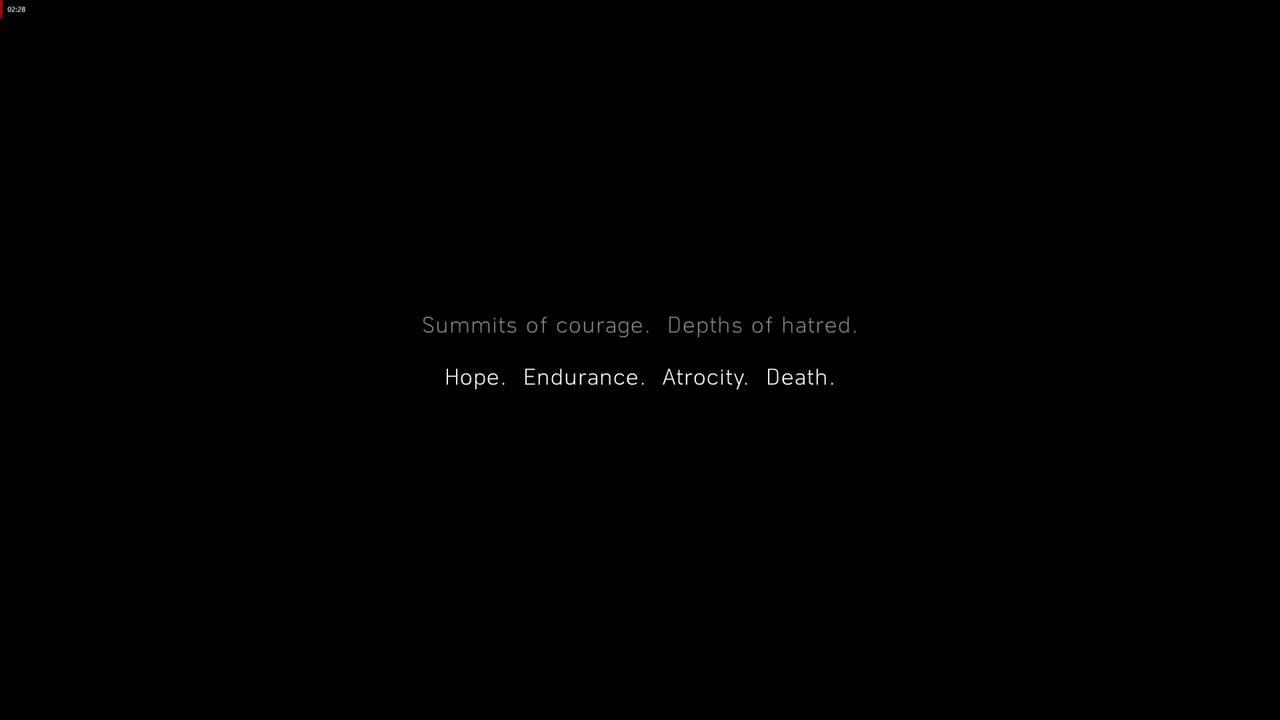 02:28
Summits of courage. Depths of hatred.
Hope. Endurance. Atrocity. Death.